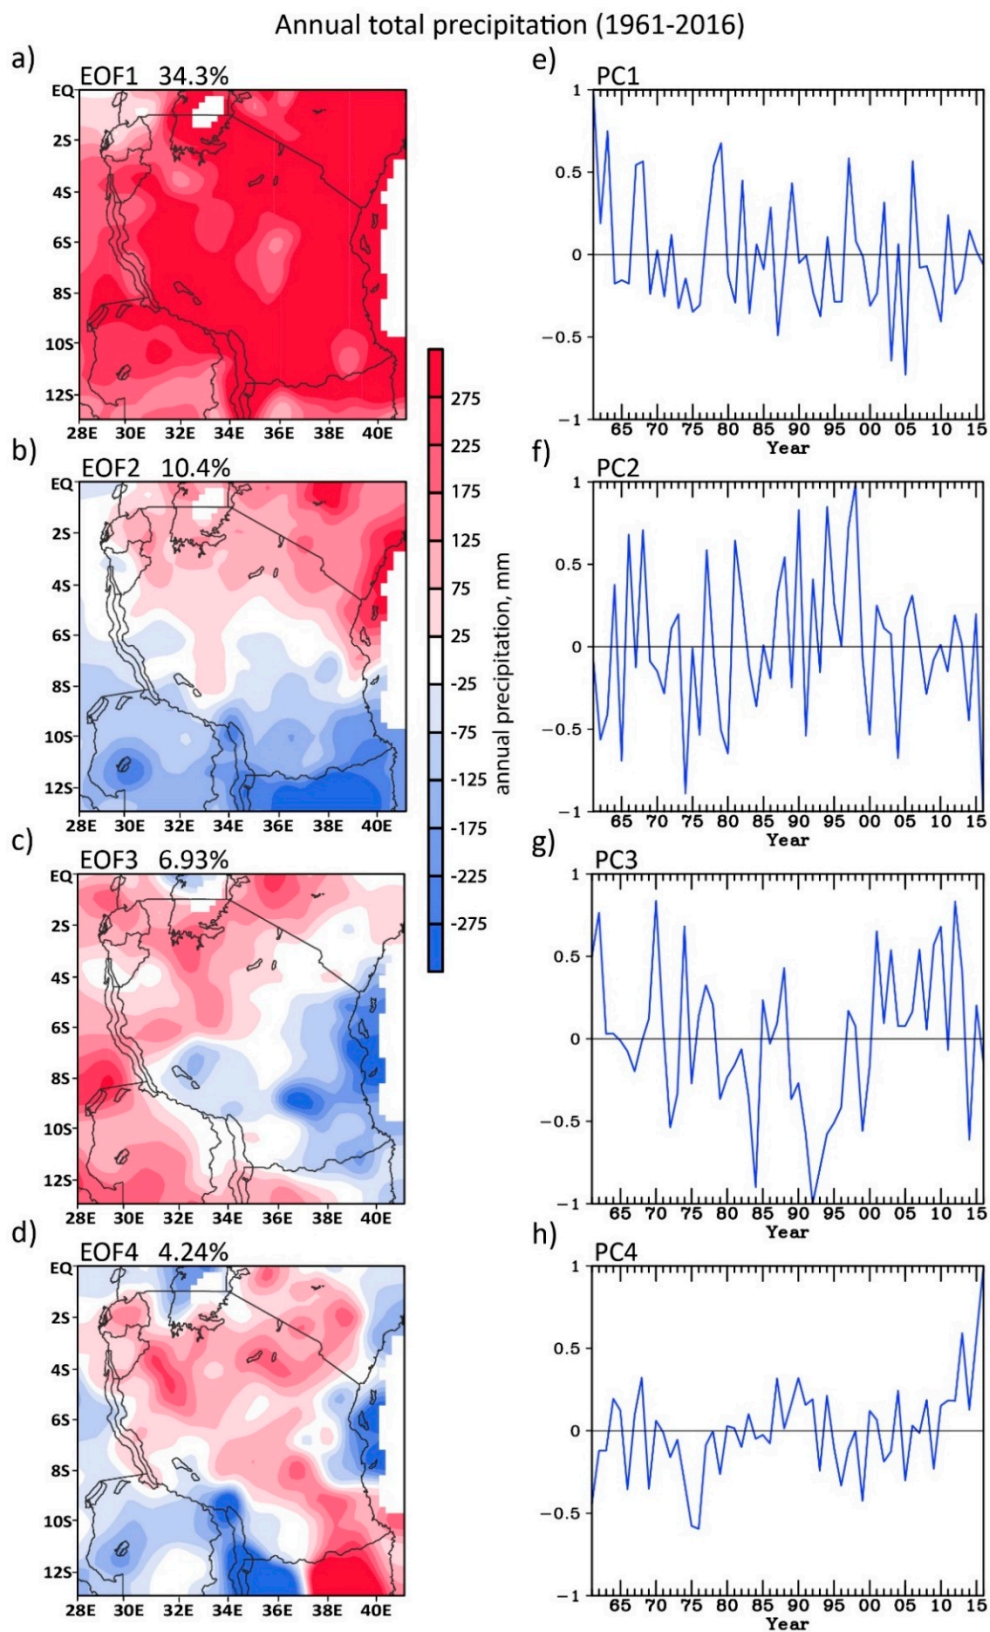 Annual total precipitation (1961-2016)
a)
EOF1 34.3%
EQ
2S
4S
6S
8S
10S
12S
28E 30E 32E 34E 36E 38E 40E
e)
PC1
1
0.5
0
-0.5
-1
65 70 75 80 85 90 95 00 05 10 15
Year
b)
EOF2 10.4%
EQ
2S
4S
6S
8S
10S
12S
28E 30E 32E 34E 36E 38E 40E
275
225
175
125
75
25
-25
-75
-125
-175
-225
-275
annual precipitation, mm
f)
PC2
1
0.5
0
-0.5
-1
65 70 75 80 85 90 95 00 05 10 15
Year
c)
EOF3 6.93%
EQ
2S
4S
6S
8S
10S
12S
28E 30E 32E 34E 36E 38E 40E
g)
PC3
1
0.5
0
-0.5
-1
65 70 75 80 85 90 95 00 05 10 15
Year
d)
EOF4 4.24%
EQ
2S
4S
6S
8S
10S
12S
28E 30E 32E 34E 36E 38E 40E
h)
PC4
1
0.5
0
-0.5
-1
65 70 75 80 85 90 95 00 05 10 15
Year